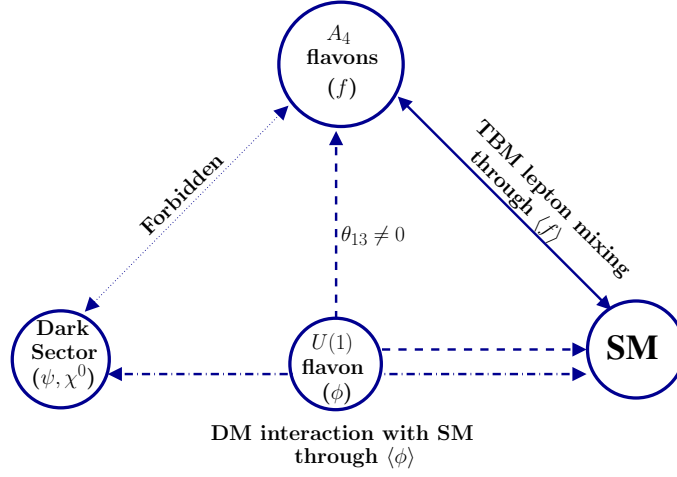 A₄
flavons
(f)
TBM lepton mixing
through ⟨f⟩
Forbidden
θ₁₃ ≠ 0
Dark
Sector
(ψ, χ⁰)
U(1)
flavon
(ϕ)
SM
DM interaction with SM
through ⟨ϕ⟩